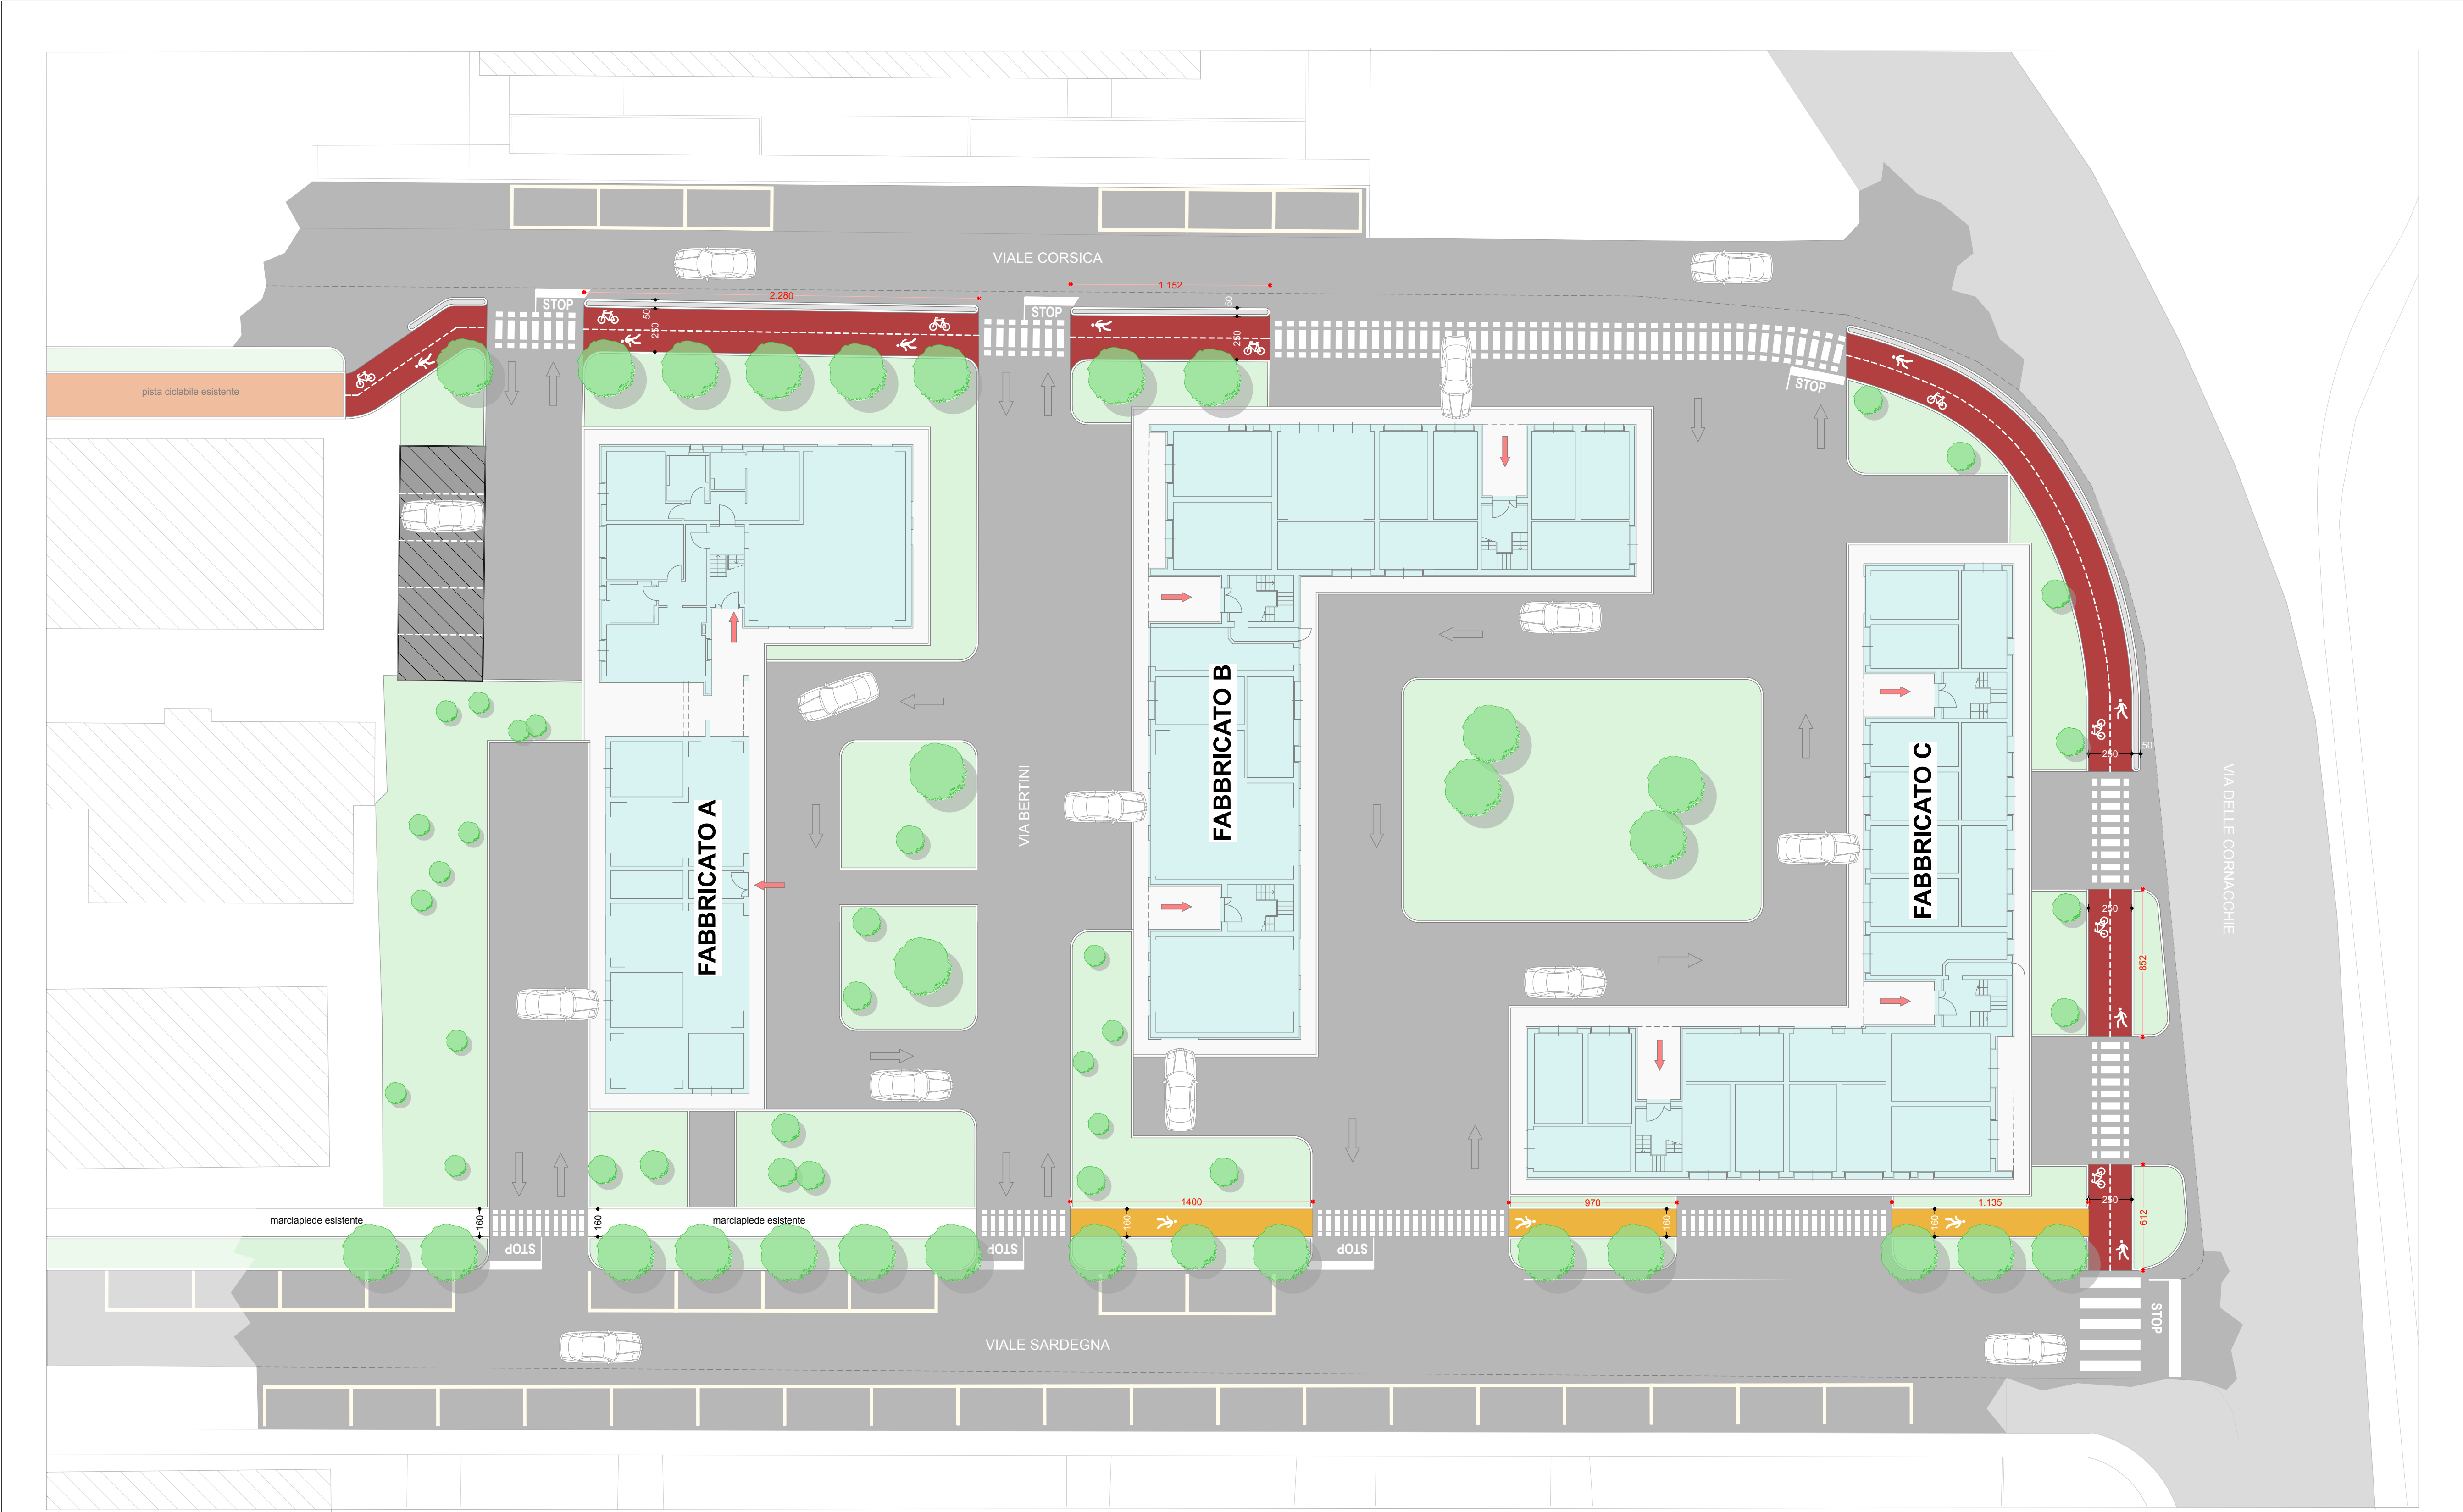 VIALE CORSICA
2.280
1.152
STOP
STOP
50
250
50
250
STOP
pista ciclabile esistente
FABBRICATO A
VIA BERTINI
FABBRICATO B
FABBRICATO C
VIA DELLE CORNACCHIE
250
50
250
852
250
612
1400
970
1.135
marciapiede esistente
160
160
marciapiede esistente
160
160
160
STOP
STOP
STOP
STOP
VIALE SARDEGNA